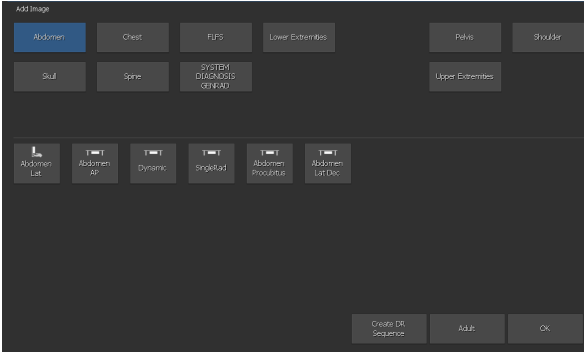 Add Image
Abdomen
Chest
FLFS
Lower Extremities
Pelvis
Shoulder
Skull
Spine
SYSTEM
DIAGNOSIS
GENRAD
Upper Extremities
Abdomen
Lat
Abdomen
AP
Dynamic
SingleRad
Abdomen
Procubitus
Abdomen
Lat Dec
Create DR
Sequence
Adult
OK